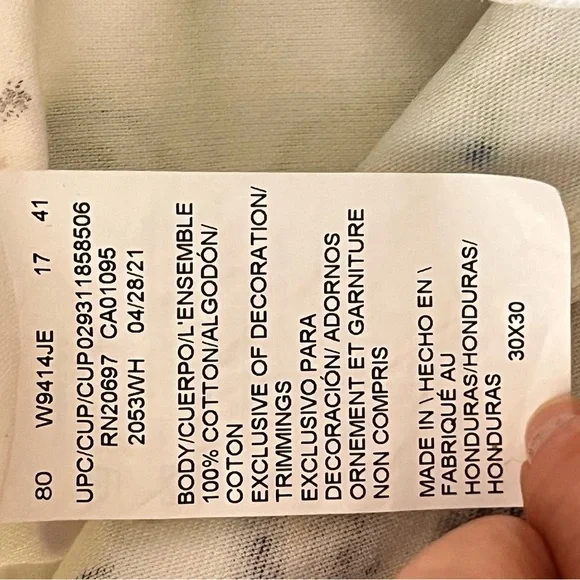 80 W9414JE 17 41
UPC/CUP/CUP029311858506
RN20697 CA01095
2053WH 04/28/21
BODY/CUERPO/L'ENSEMBLE
100% COTTON/ALGODÓN/
COTON
EXCLUSIVE OF DECORATION/
TRIMMINGS
EXCLUSIVO PARA
DECORACIÓN/ ADORNOS
ORNEMENT ET GARNITURE
NON COMPRIS
MADE IN \ HECHO EN \
FABRIQUÉ AU
HONDURAS/HONDURAS/
HONDURAS
30X30